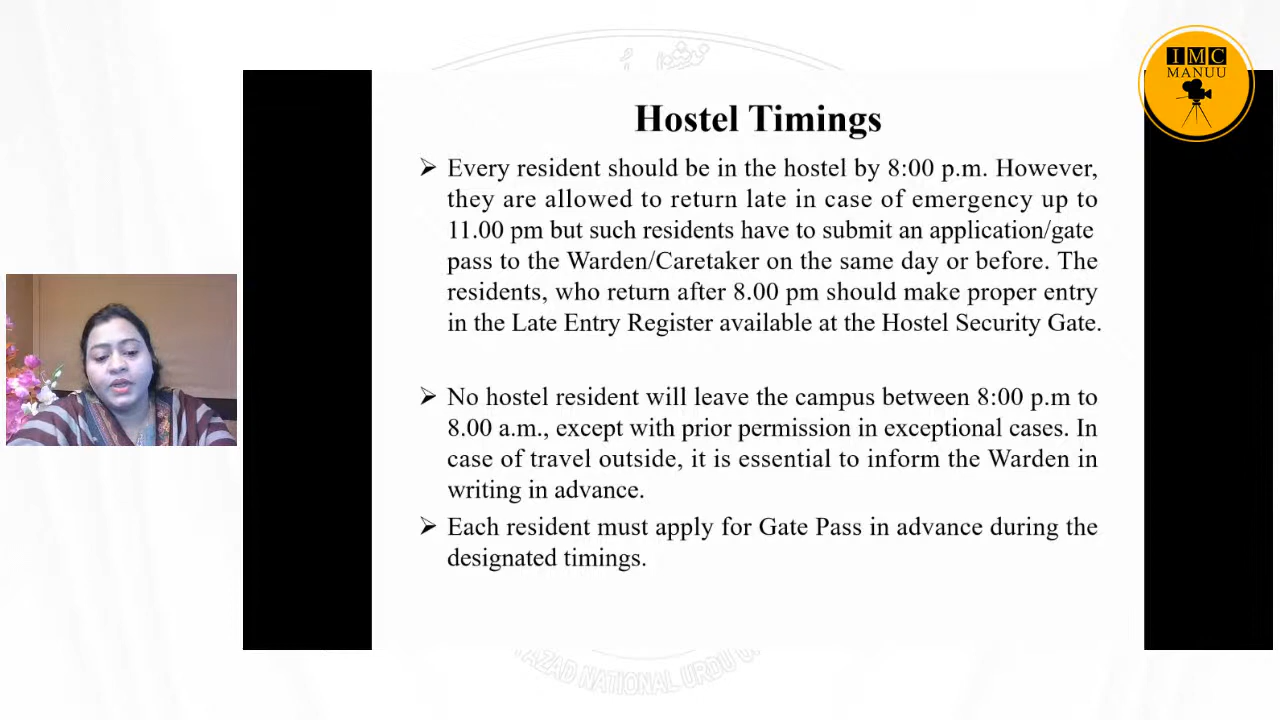 IMC
MANUU
Hostel Timings
➢ Every resident should be in the hostel by 8:00 p.m. However,
they are allowed to return late in case of emergency up to
11.00 pm but such residents have to submit an application/gate
pass to the Warden/Caretaker on the same day or before. The
residents, who return after 8.00 pm should make proper entry
in the Late Entry Register available at the Hostel Security Gate.
➢ No hostel resident will leave the campus between 8:00 p.m to
8.00 a.m., except with prior permission in exceptional cases. In
case of travel outside, it is essential to inform the Warden in
writing in advance.
➢ Each resident must apply for Gate Pass in advance during the
designated timings.
AZAD NATIONAL URDU